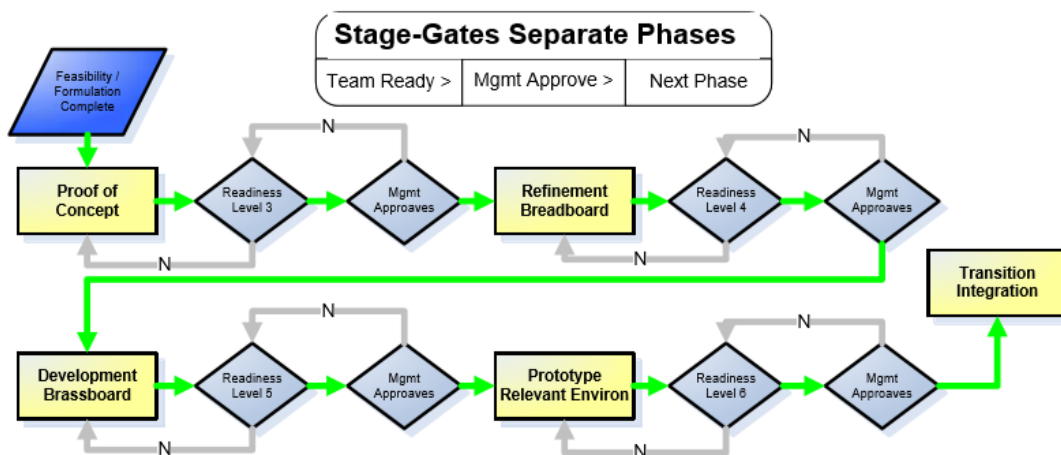 Stage-Gates Separate Phases
Team Ready >
Mgmt Approve >
Next Phase
Feasibility /
Formulation
Complete
N
N
Proof of
Concept
Readiness
Level 3
Mgmt
Approaves
Refinement
Breadboard
Readiness
Level 4
Mgmt
Approaves
N
N
Transition
Integration
N
N
Development
Brassboard
Readiness
Level 5
Mgmt
Approaves
Prototype
Relevant Environ
Readiness
Level 6
Mgmt
Approaves
N
N